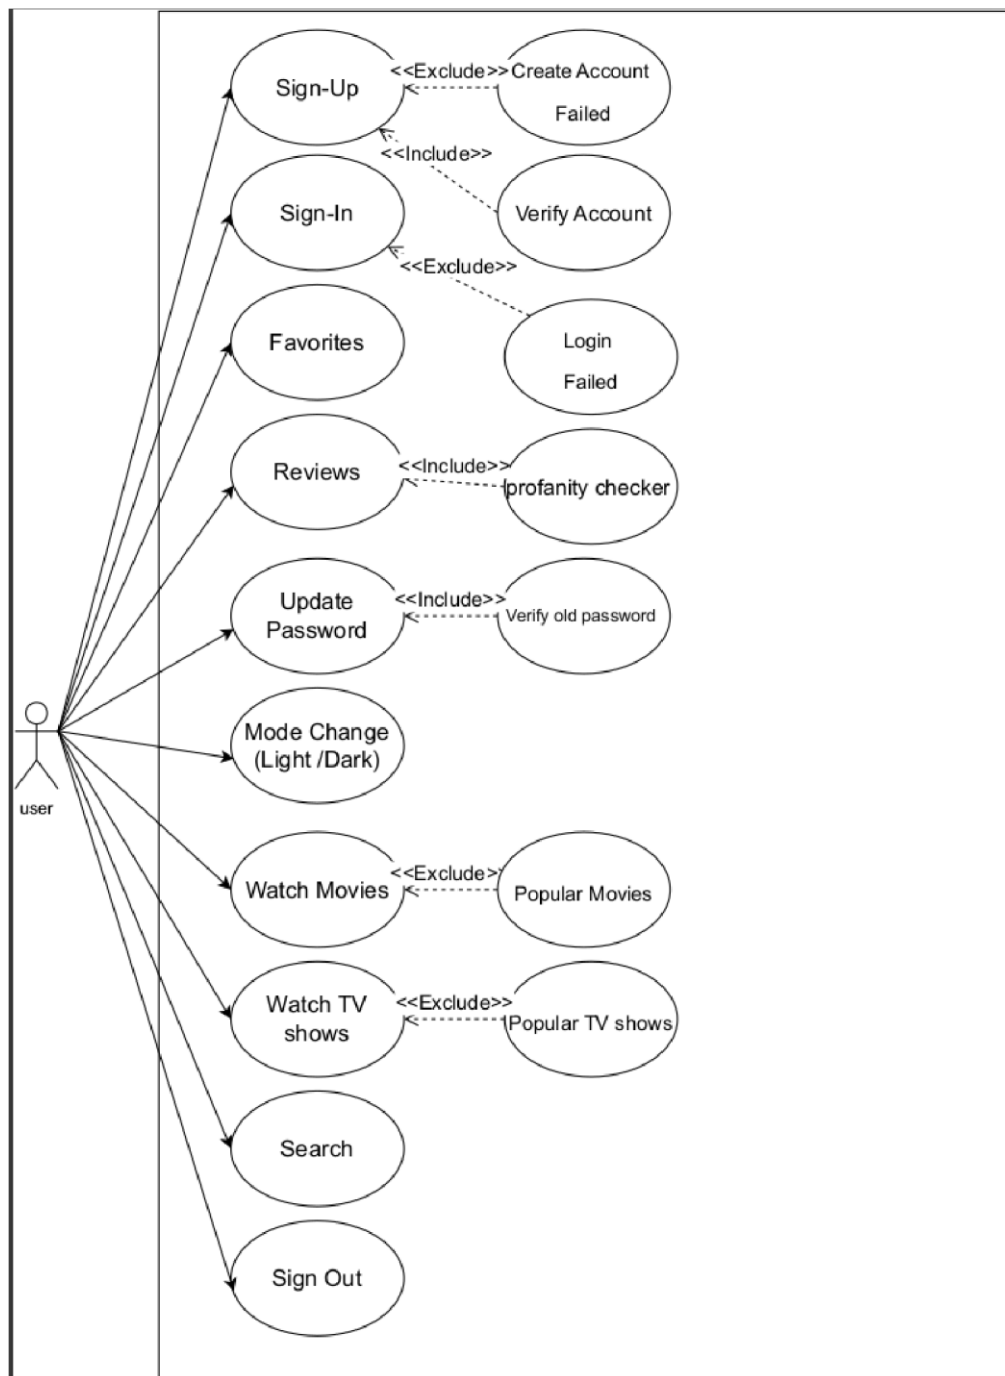 Sign-Up
<<Exclude>>
Create Account
Failed
<<Include>>
Verify Account
Sign-In
<<Exclude>>
Login
Failed
Favorites
Reviews
<<Include>>
profanity checker
Update
Password
<<Include>>
Verify old password
Mode Change
(Light /Dark)
user
Watch Movies
<<Exclude>>
Popular Movies
Watch TV
shows
<<Exclude>>
Popular TV shows
Search
Sign Out